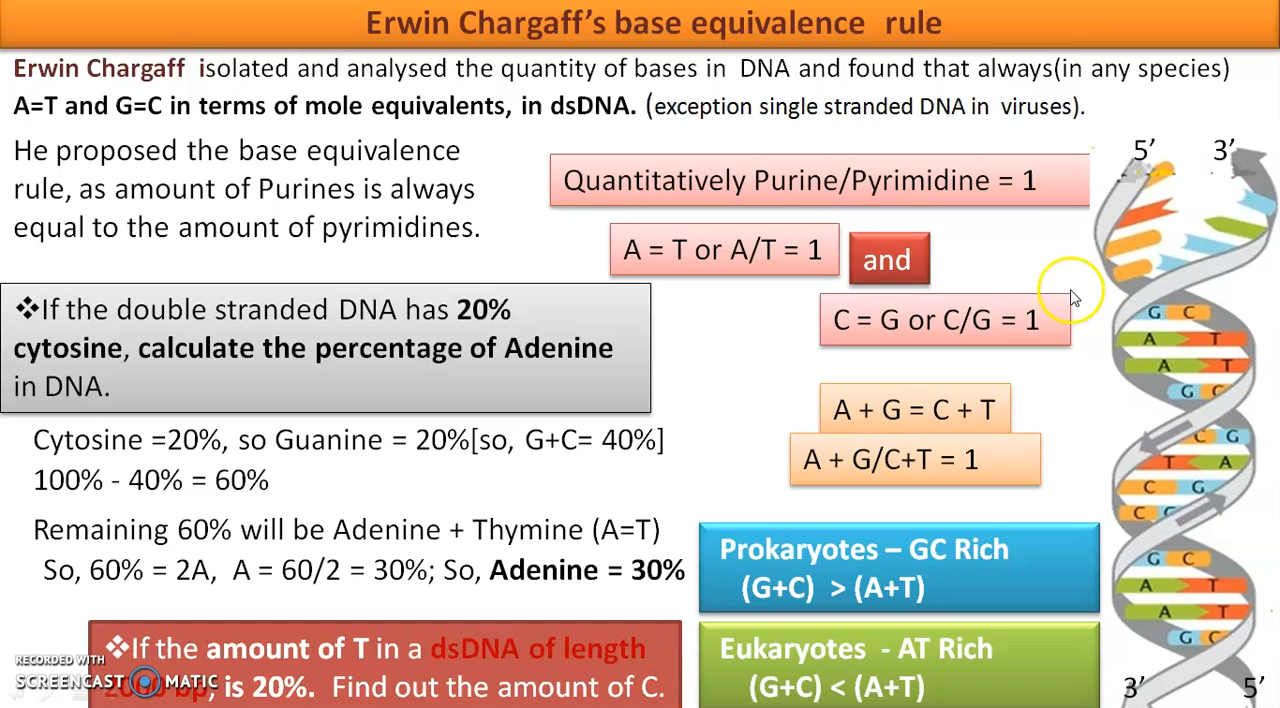 Erwin Chargaff's base equivalence rule
Erwin Chargaff isolated and analysed the quantity of bases in DNA and found that always(in any species)
A=T and G=C in terms of mole equivalents, in dsDNA. (exception single stranded DNA in viruses).
He proposed the base equivalence
rule, as amount of Purines is always
equal to the amount of pyrimidines.
Quantitatively Purine/Pyrimidine = 1
A = T or A/T = 1
and
C = G or C/G = 1
A + G = C + T
A + G/C+T = 1
❖If the double stranded DNA has 20%
cytosine, calculate the percentage of Adenine
in DNA.
Cytosine =20%, so Guanine = 20%[so, G+C= 40%]
100% - 40% = 60%
Remaining 60% will be Adenine + Thymine (A=T)
So, 60% = 2A, A = 60/2 = 30%; So, Adenine = 30%
Prokaryotes – GC Rich
(G+C) > (A+T)
Eukaryotes - AT Rich
(G+C) < (A+T)
❖If the amount of T in a dsDNA of length
bp, is 20%. Find out the amount of C.
RECORDED WITH
SCREENCAST MATIC
5' 3'
G C
A T
A T
G C
C G
T A
C G
C G
G C
A T
A T
G C
3' 5'